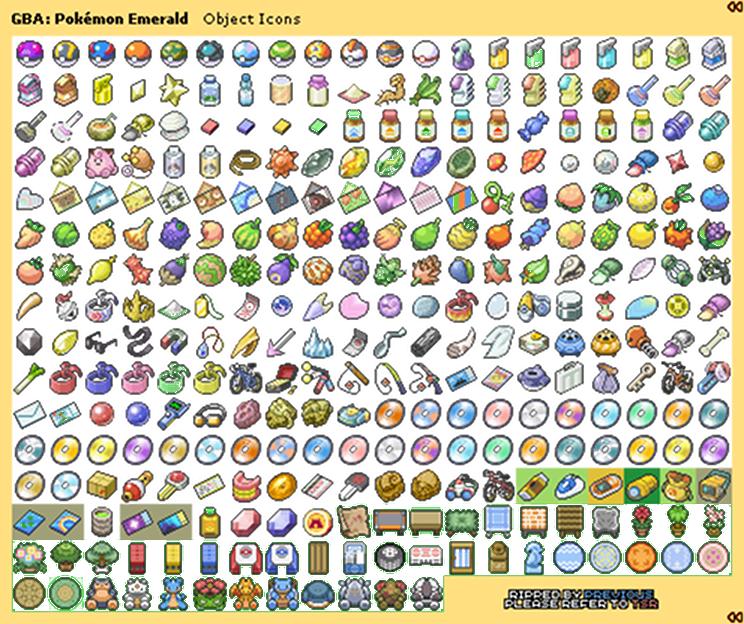 GBA: Pokémon Emerald Object Icons
RIPPED BY PREVIOUS
PLEASE REFER TO TSR